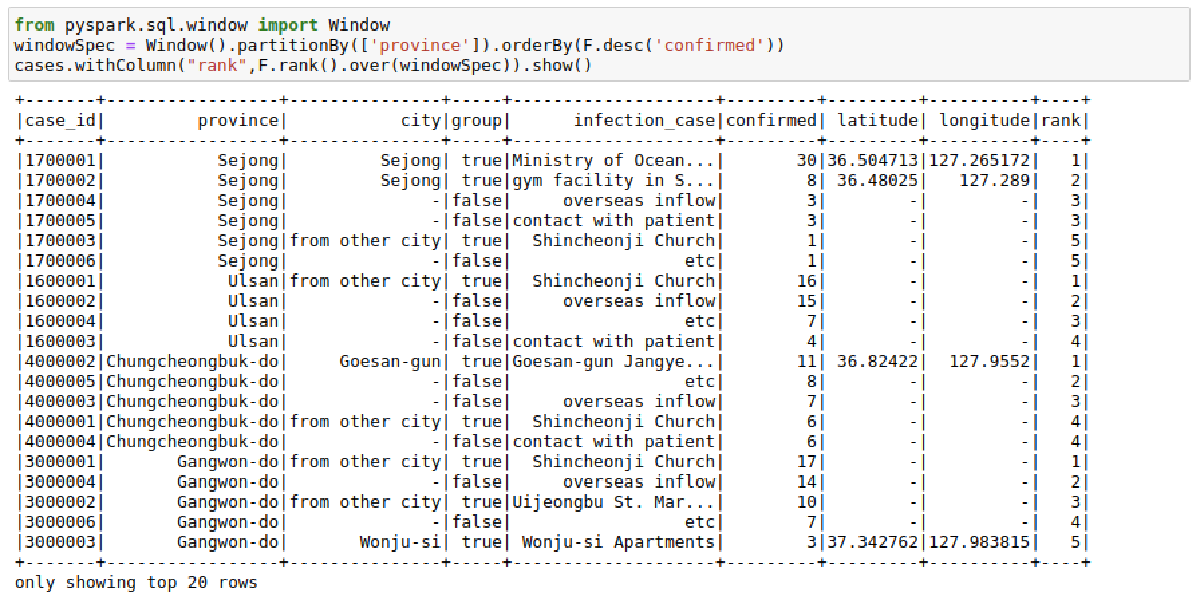 from pyspark.sql.window import Window
windowSpec = Window().partitionBy(['province']).orderBy(F.desc('confirmed'))
cases.withColumn("rank",F.rank().over(windowSpec)).show()
+-------+-----------------+---------------+-----+--------------------+---------+---------+----------+----+
|case_id|         province|           city|group|      infection_case|confirmed| latitude| longitude|rank|
+-------+-----------------+---------------+-----+--------------------+---------+---------+----------+----+
|1700001|           Sejong|         Sejong| true|Ministry of Ocean...|       30|36.504713|127.265172|   1|
|1700002|           Sejong|         Sejong| true|gym facility in S...|        8| 36.48025|   127.289|   2|
|1700004|           Sejong|              -|false|     overseas inflow|        3|        -|         -|   3|
|1700005|           Sejong|              -|false|contact with patient|        3|        -|         -|   3|
|1700003|           Sejong|from other city| true|  Shincheonji Church|        1|        -|         -|   5|
|1700006|           Sejong|              -|false|                 etc|        1|        -|         -|   5|
|1600001|            Ulsan|from other city| true|  Shincheonji Church|       16|        -|         -|   1|
|1600002|            Ulsan|              -|false|     overseas inflow|       15|        -|         -|   2|
|1600004|            Ulsan|              -|false|                 etc|        7|        -|         -|   3|
|1600003|            Ulsan|              -|false|contact with patient|        4|        -|         -|   4|
|4000002|Chungcheongbuk-do|     Goesan-gun| true|Goesan-gun Jangye...|       11| 36.82422|  127.9552|   1|
|4000005|Chungcheongbuk-do|              -|false|                 etc|        8|        -|         -|   2|
|4000003|Chungcheongbuk-do|              -|false|     overseas inflow|        7|        -|         -|   3|
|4000001|Chungcheongbuk-do|from other city| true|  Shincheonji Church|        6|        -|         -|   4|
|4000004|Chungcheongbuk-do|              -|false|contact with patient|        6|        -|         -|   4|
|3000001|       Gangwon-do|from other city| true|  Shincheonji Church|       17|        -|         -|   1|
|3000004|       Gangwon-do|              -|false|     overseas inflow|       14|        -|         -|   2|
|3000002|       Gangwon-do|from other city| true|Uijeongbu St. Mar...|       10|        -|         -|   3|
|3000006|       Gangwon-do|              -|false|                 etc|        7|        -|         -|   4|
|3000003|       Gangwon-do|       Wonju-si| true| Wonju-si Apartments|        3|37.342762|127.983815|   5|
+-------+-----------------+---------------+-----+--------------------+---------+---------+----------+----+
only showing top 20 rows